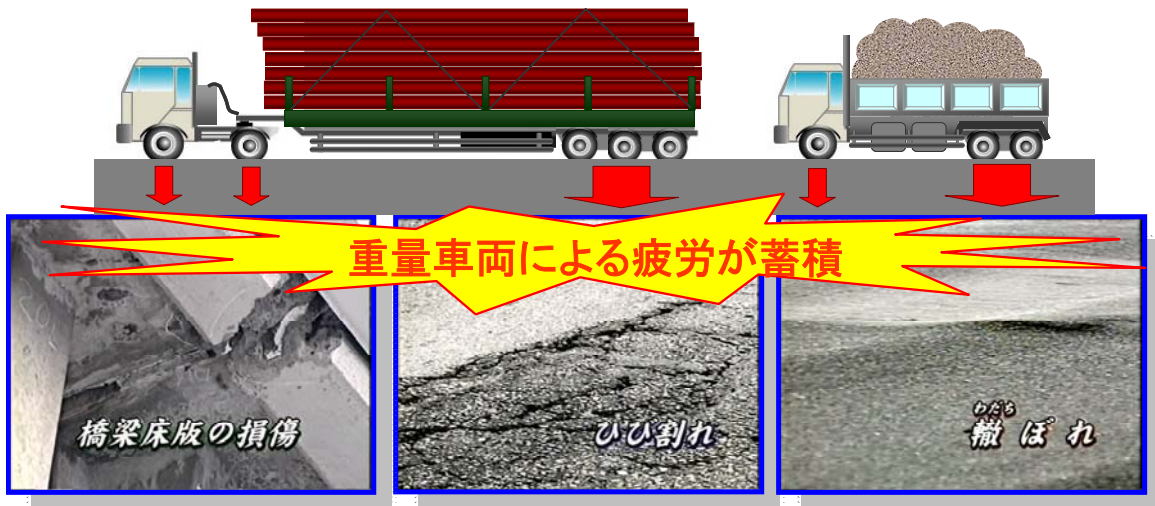 重量車両による疲労が蓄積
橋梁床版の損傷
ひび割れ
わだち
轍ぼれ